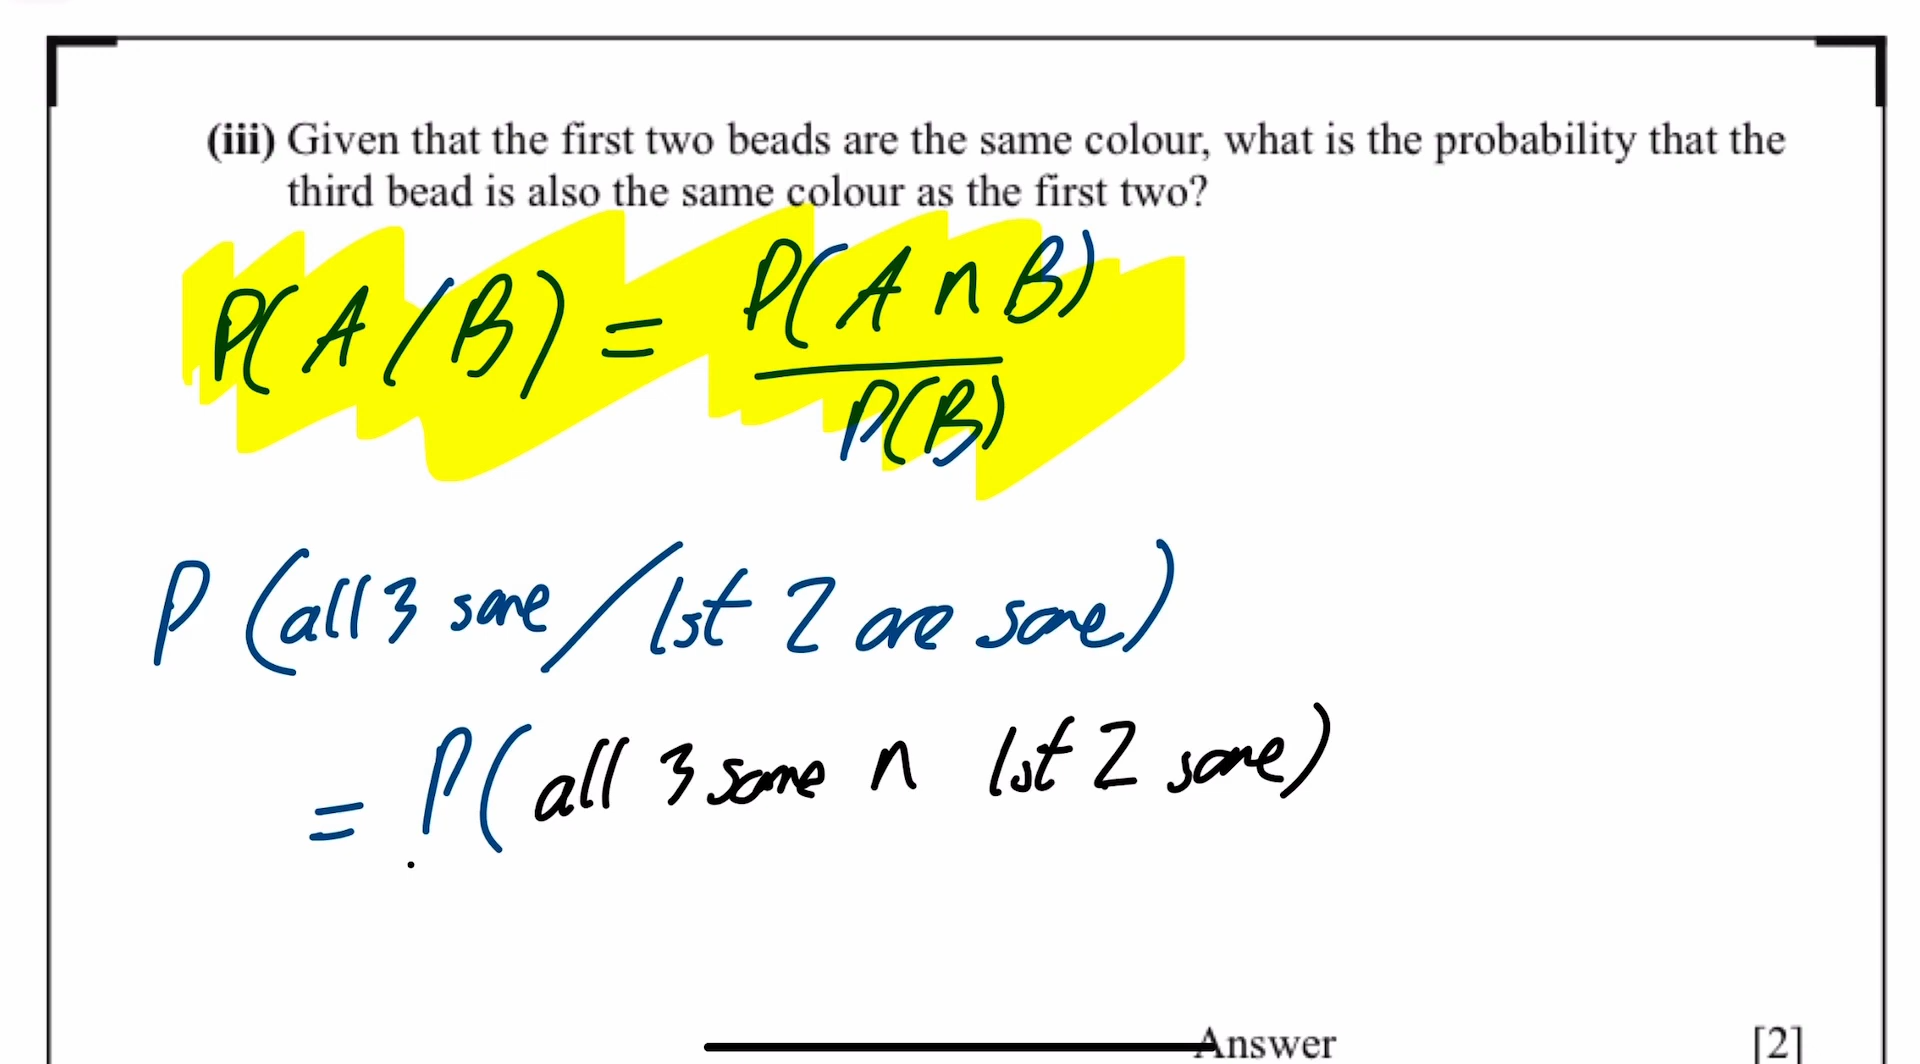 (iii) Given that the first two beads are the same colour, what is the probability that the
third bead is also the same colour as the first two?
P(A/B) = P(A∩B)
P(B)
P(all 3 same/1st 2 are same)
= P(all 3 same ∩ 1st 2 same)
Answer [2]